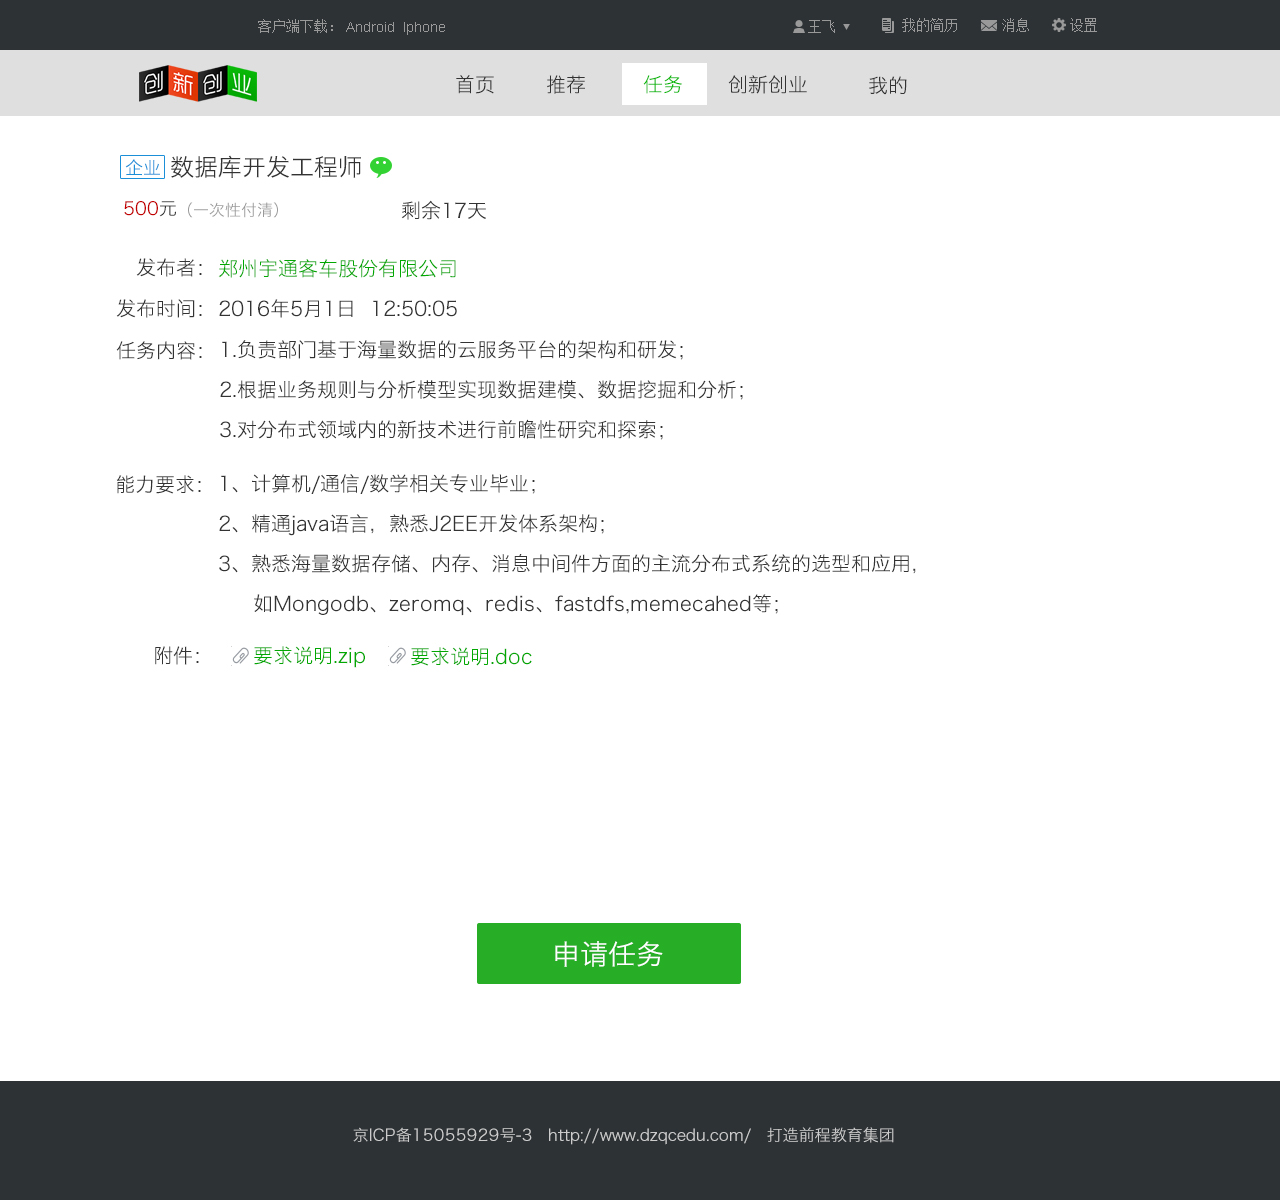 客户端下载： Android Iphone
王飞 ▼ 我的简历 消息 设置
创新创业 首页 推荐 任务 创新创业 我的
企业 数据库开发工程师
500元（一次性付清） 剩余17天
发布者： 郑州宇通客车股份有限公司
发布时间： 2016年5月1日 12:50:05
任务内容： 1.负责部门基于海量数据的云服务平台的架构和研发；
2.根据业务规则与分析模型实现数据建模、数据挖掘和分析；
3.对分布式领域内的新技术进行前瞻性研究和探索；
能力要求： 1、计算机/通信/数学相关专业毕业；
2、精通java语言，熟悉J2EE开发体系架构；
3、熟悉海量数据存储、内存、消息中间件方面的主流分布式系统的选型和应用，
如Mongodb、zeromq、redis、fastdfs,memecahed等；
附件： 要求说明.zip 要求说明.doc
申请任务
京ICP备15055929号-3 http://www.dzqcedu.com/ 打造前程教育集团